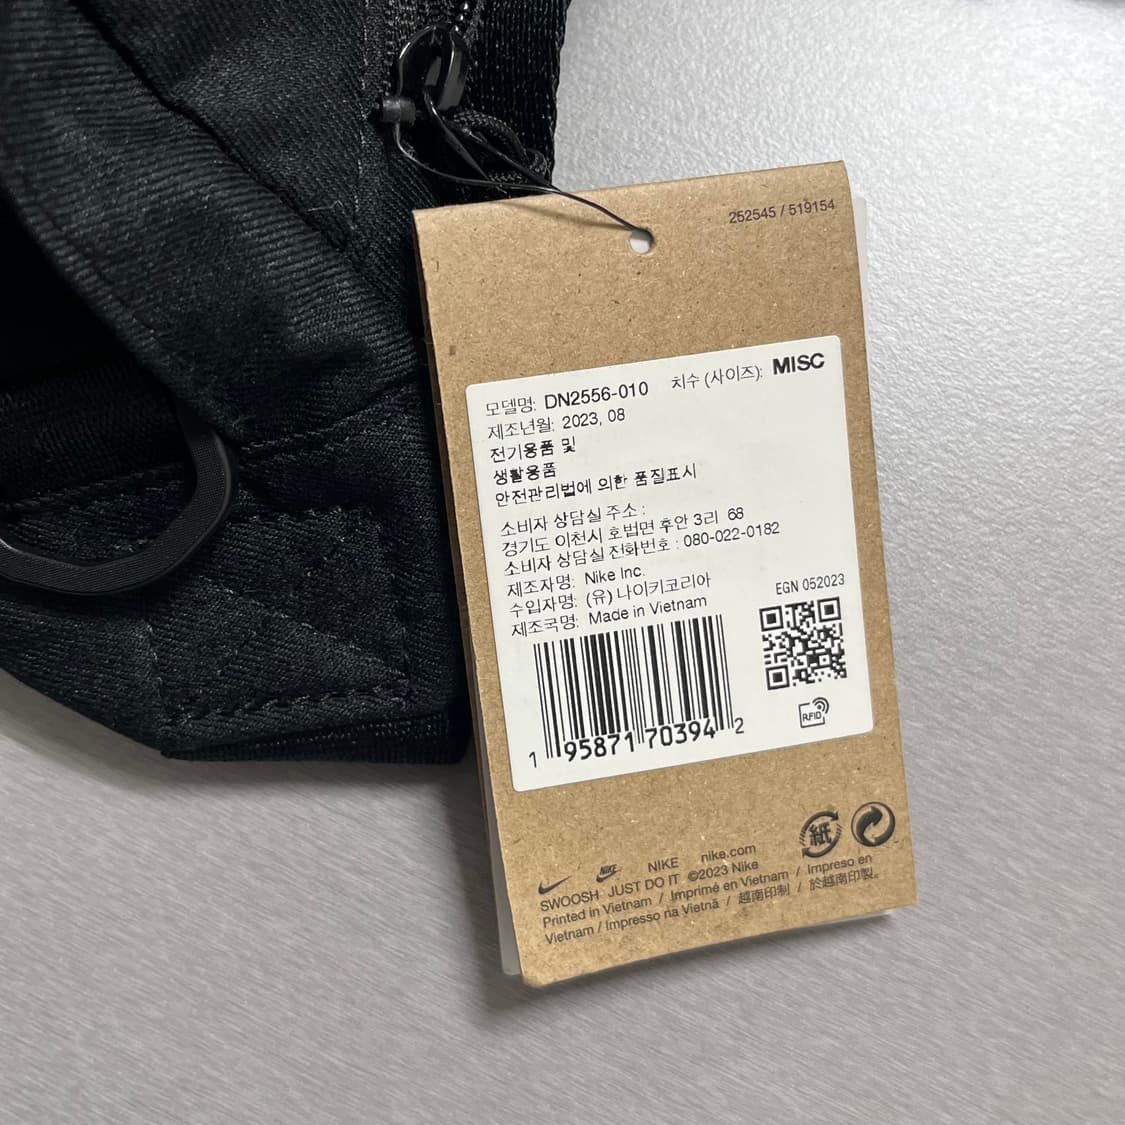 252545 / 519154
모델명: DN2556-010 치수 (사이즈): MISC
제조년월: 2023, 08
전기용품 및
생활용품
안전관리법에 의한 품질표시
소비자 상담실 주소 :
경기도 이천시 호법면 후안 3리 68
소비자 상담실 전화번호 : 080-022-0182
제조자명: Nike Inc.
수입자명: (유) 나이키코리아
제조국명: Made in Vietnam
EGN 052023
RFID
1 95871 70394 2
紙
NIKE NIKE nike.com
SWOOSH JUST DO IT ©2023 Nike
Printed in Vietnam / Imprimé en Vietnam / Impreso en
Vietnam / Impresso na Vietnã / 越南印制 / 於越南印製。